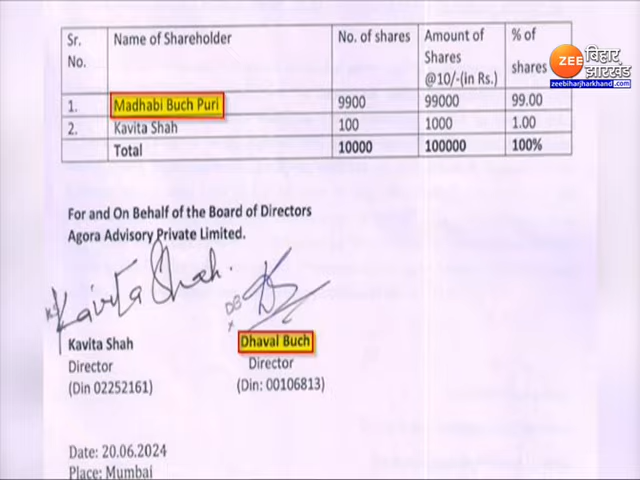 Sr. No. Name of Shareholder No. of shares Amount of Shares @10/-(in Rs.) % of shares
1. Madhabi Buch Puri 9900 99000 99.00
2. Kavita Shah 100 1000 1.00
Total 10000 100000 100%
For and On Behalf of the Board of Directors
Agora Advisory Private Limited.
Kavita Shah.
DB
Kavita Shah Dhaval Buch
Director Director
(Din 02252161) (Din: 00106813)
Date: 20.06.2024
Place: Mumbai
ZEE बिहार झारखंड
zeebiharjharkhand.com